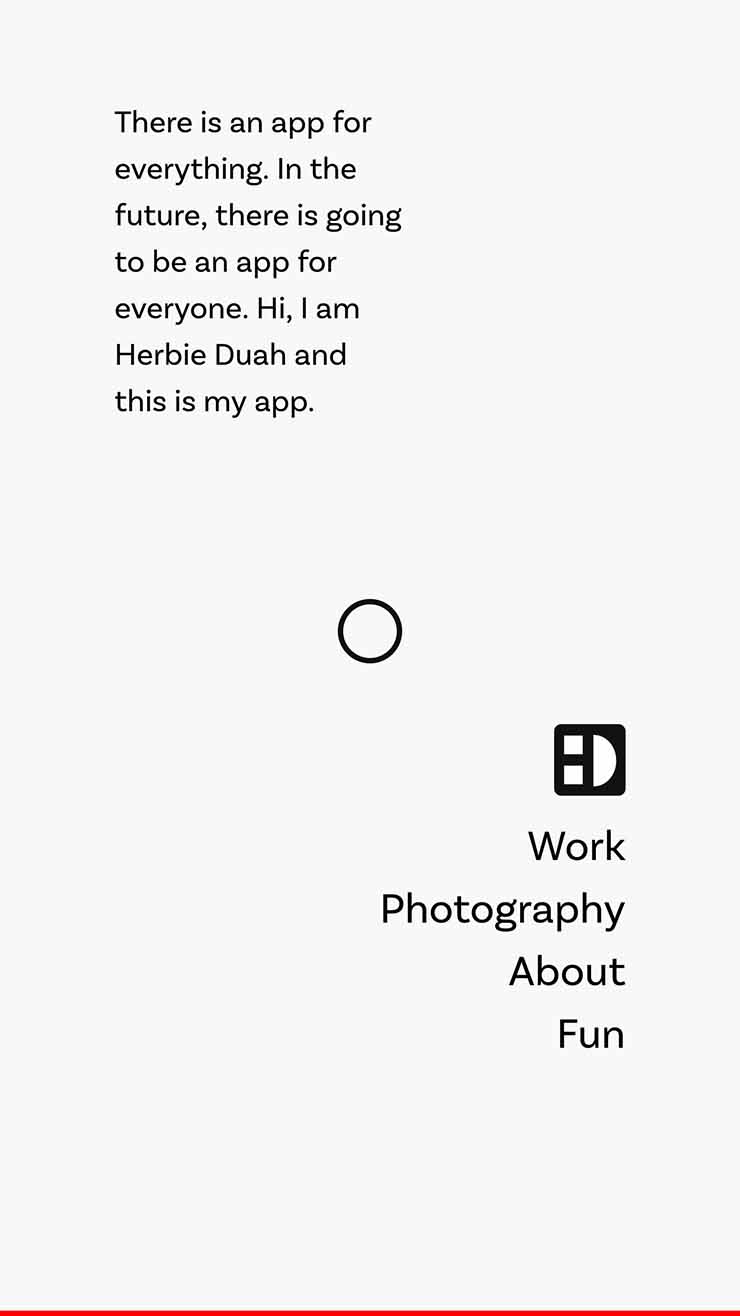 There is an app for
everything. In the
future, there is going
to be an app for
everyone. Hi, I am
Herbie Duah and
this is my app.
HD
Work
Photography
About
Fun